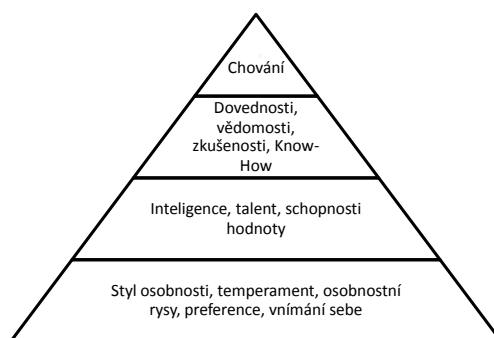 Chování
Dovednosti,
vědomosti,
zkušenosti, Know-
How
Inteligence, talent, schopnosti
hodnoty
Styl osobnosti, temperament, osobnostní
rysy, preference, vnímání sebe